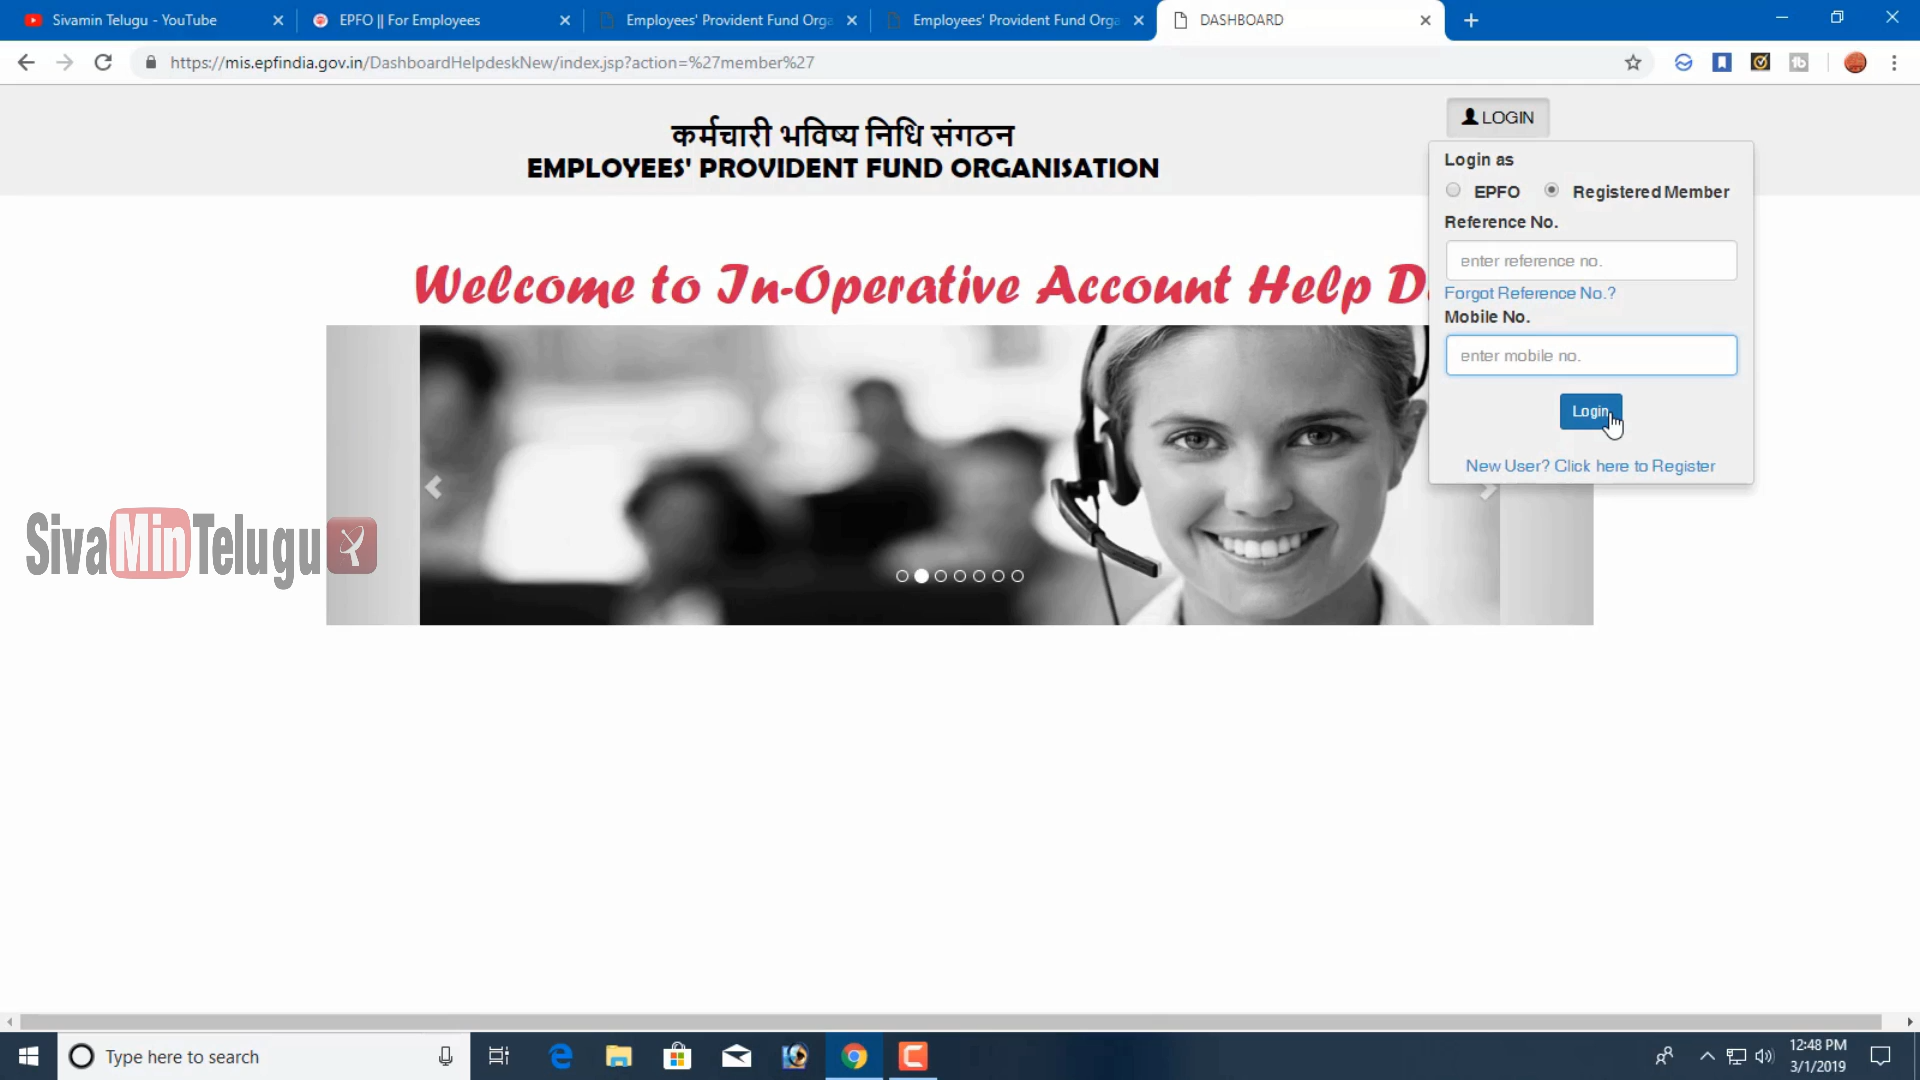 Sivamin Telugu - YouTube
EPFO || For Employees
Employees' Provident Fund Orga
Employees' Provident Fund Orga
DASHBOARD
https://mis.epfindia.gov.in/DashboardHelpdeskNew/index.jsp?action=%27member%27
कर्मचारी भविष्य निधि संगठन
EMPLOYEES' PROVIDENT FUND ORGANISATION
LOGIN
Login as
EPFO Registered Member
Reference No.
enter reference no.
Forgot Reference No.?
Mobile No.
enter mobile no.
Login
New User? Click here to Register
Welcome to In-Operative Account Help D
SivaMinTelugu
Type here to search
12:48 PM
3/1/2019